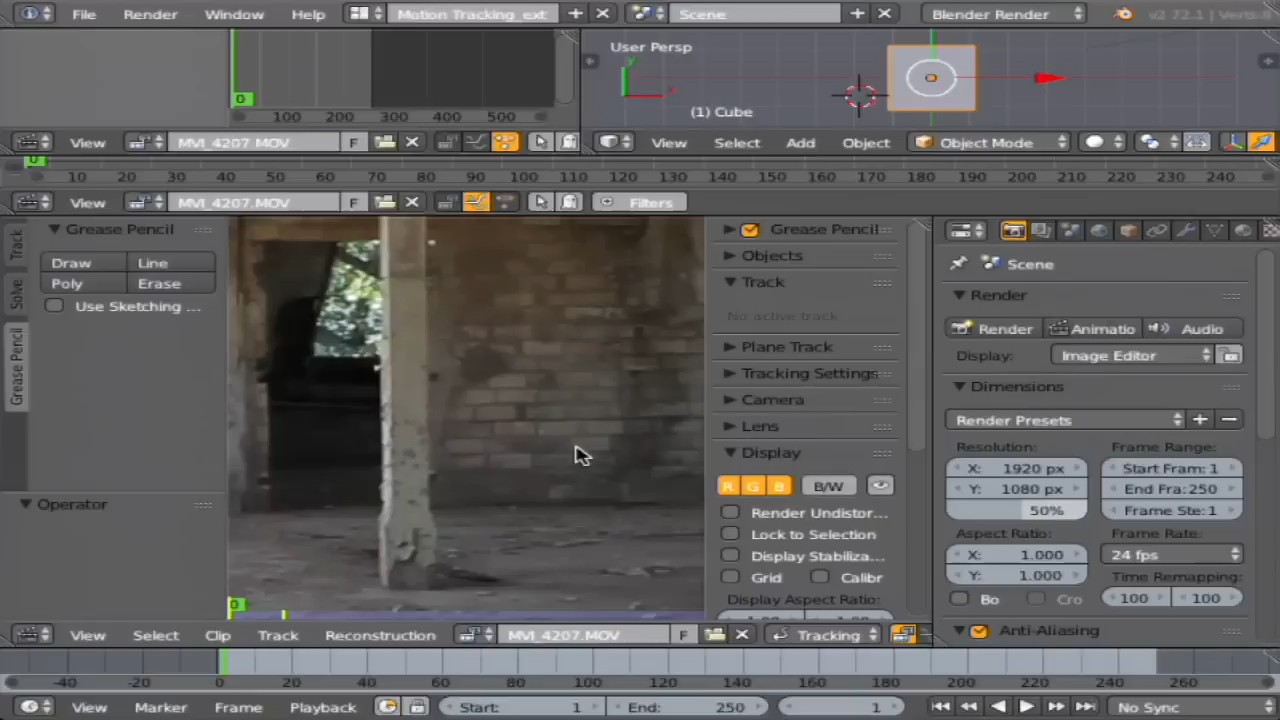 File Render Window Help Motion_Tracking_ext Scene Blender Render v2 72.1 | Verts:8
User Persp
y
x
0
(1) Cube
100 200 300 400 500
View MVI_4207.MOV F View Select Add Object Object Mode
0
10 20 30 40 50 60 70 80 90 100 110 120 130 140 150 160 170 180 190 200 210 220 230 240
View MVI_4207.MOV F Filters
Track
Solve
Grease Pencil
Grease Pencil
Draw Line
Poly Erase
Use Sketching ...
Operator
0
Grease Pencil
Objects
Track
No active track
Plane Track
Tracking Settings
Camera
Lens
Display
R G B B/W
Render Undistor...
Lock to Selection
Display Stabiliza...
Grid Calibr
Display Aspect Ratio:
Scene
Render
Render Animatio Audio
Display: Image Editor
Dimensions
Render Presets
Resolution: Frame Range:
X: 1920 px Start Fram: 1
Y: 1080 px End Fra: 250
50% Frame Ste: 1
Aspect Ratio: Frame Rate:
X: 1.000 24 fps
Y: 1.000 Time Remapping:
Bo Cro 100 100
Anti-Aliasing
View Select Clip Track Reconstruction MVI_4207.MOV F Tracking
-40 -20 0 20 40 60 80 100 120 140 160 180 200 220 240 260
View Marker Frame Playback Start: 1 End: 250 1 No Sync